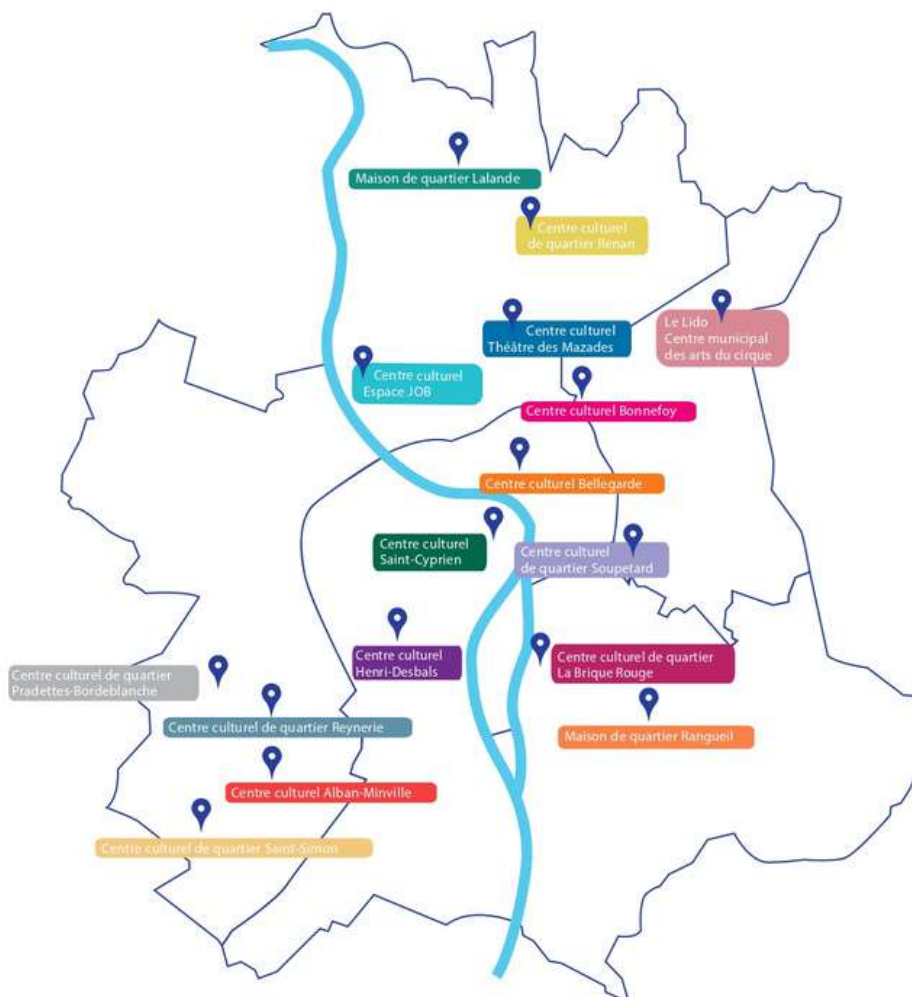 Maison de quartier Lalande
Centre culturel
de quartier Renan
Le Lido
Centre municipal
des arts du cirque
Centre culturel
Théâtre des Mazades
Centre culturel
Espace JOB
Centre culturel Bonnefoy
Centre culturel Bellegarde
Centre culturel
Saint-Cyprien
Centre culturel
de quartier Soupetard
Centre culturel
Henri-Desbals
Centre culturel de quartier
La Brique Rouge
Centre culturel de quartier
Pradettes-Bordeblanche
Centre culturel de quartier Reynerie
Maison de quartier Rangueil
Centre culturel Alban-Minville
Centre culturel de quartier Saint-Simon